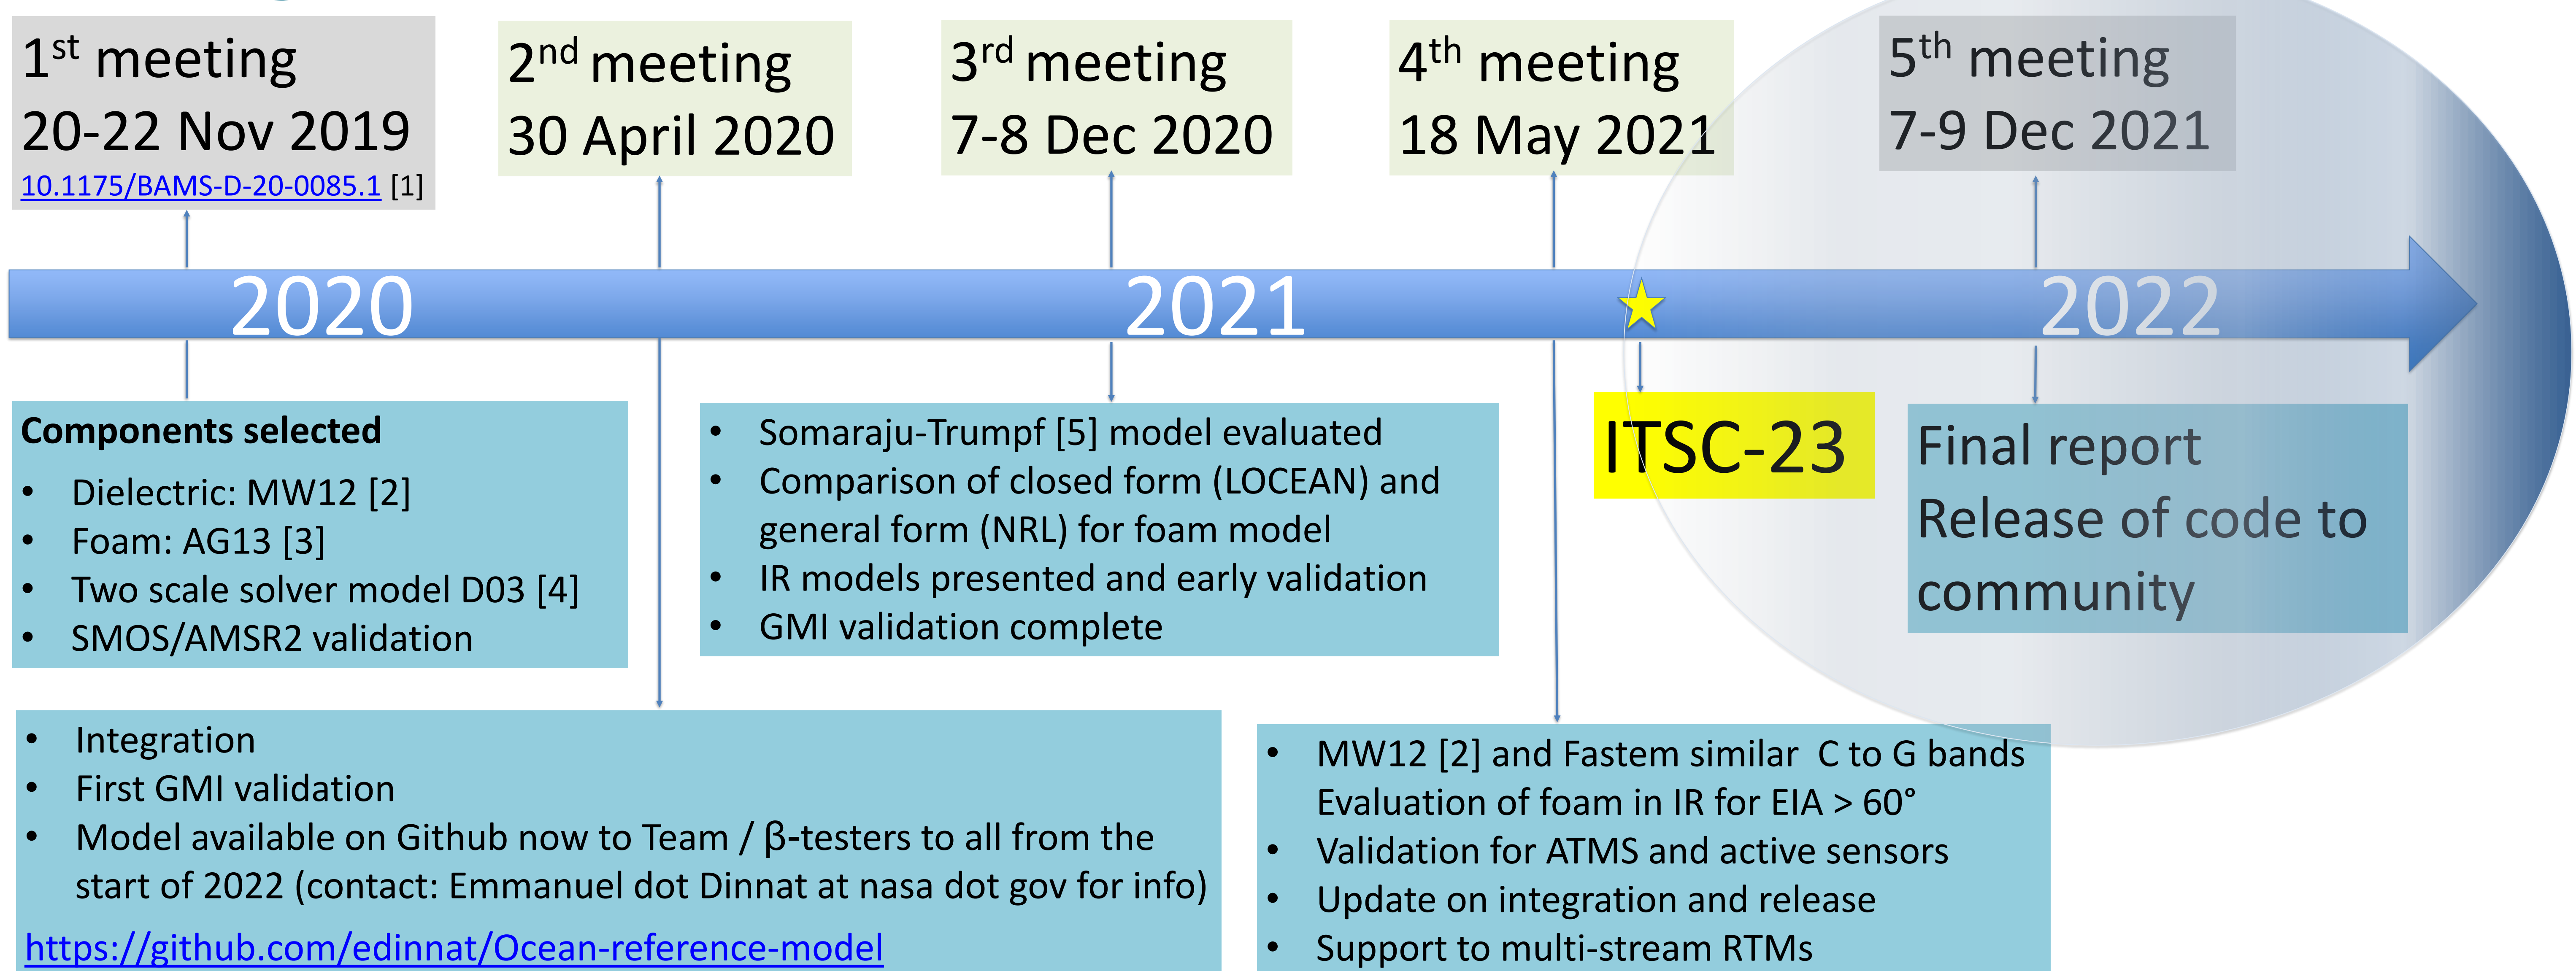 1st meeting
20-22 Nov 2019
10.1175/BAMS-D-20-0085.1 [1]
2nd meeting
30 April 2020
3rd meeting
7-8 Dec 2020
4th meeting
18 May 2021
5th meeting
7-9 Dec 2021
2020
2021
2022
Components selected
• Dielectric: MW12 [2]
• Foam: AG13 [3]
• Two scale solver model D03 [4]
• SMOS/AMSR2 validation
• Somaraju-Trumpf [5] model evaluated
• Comparison of closed form (LOCEAN) and
general form (NRL) for foam model
• IR models presented and early validation
• GMI validation complete
ITSC-23
Final report
Release of code to
community
• Integration
• First GMI validation
• Model available on Github now to Team / β-testers to all from the
start of 2022 (contact: Emmanuel dot Dinnat at nasa dot gov for info)
https://github.com/edinnat/Ocean-reference-model
• MW12 [2] and Fastem similar C to G bands
Evaluation of foam in IR for EIA > 60°
• Validation for ATMS and active sensors
• Update on integration and release
• Support to multi-stream RTMs